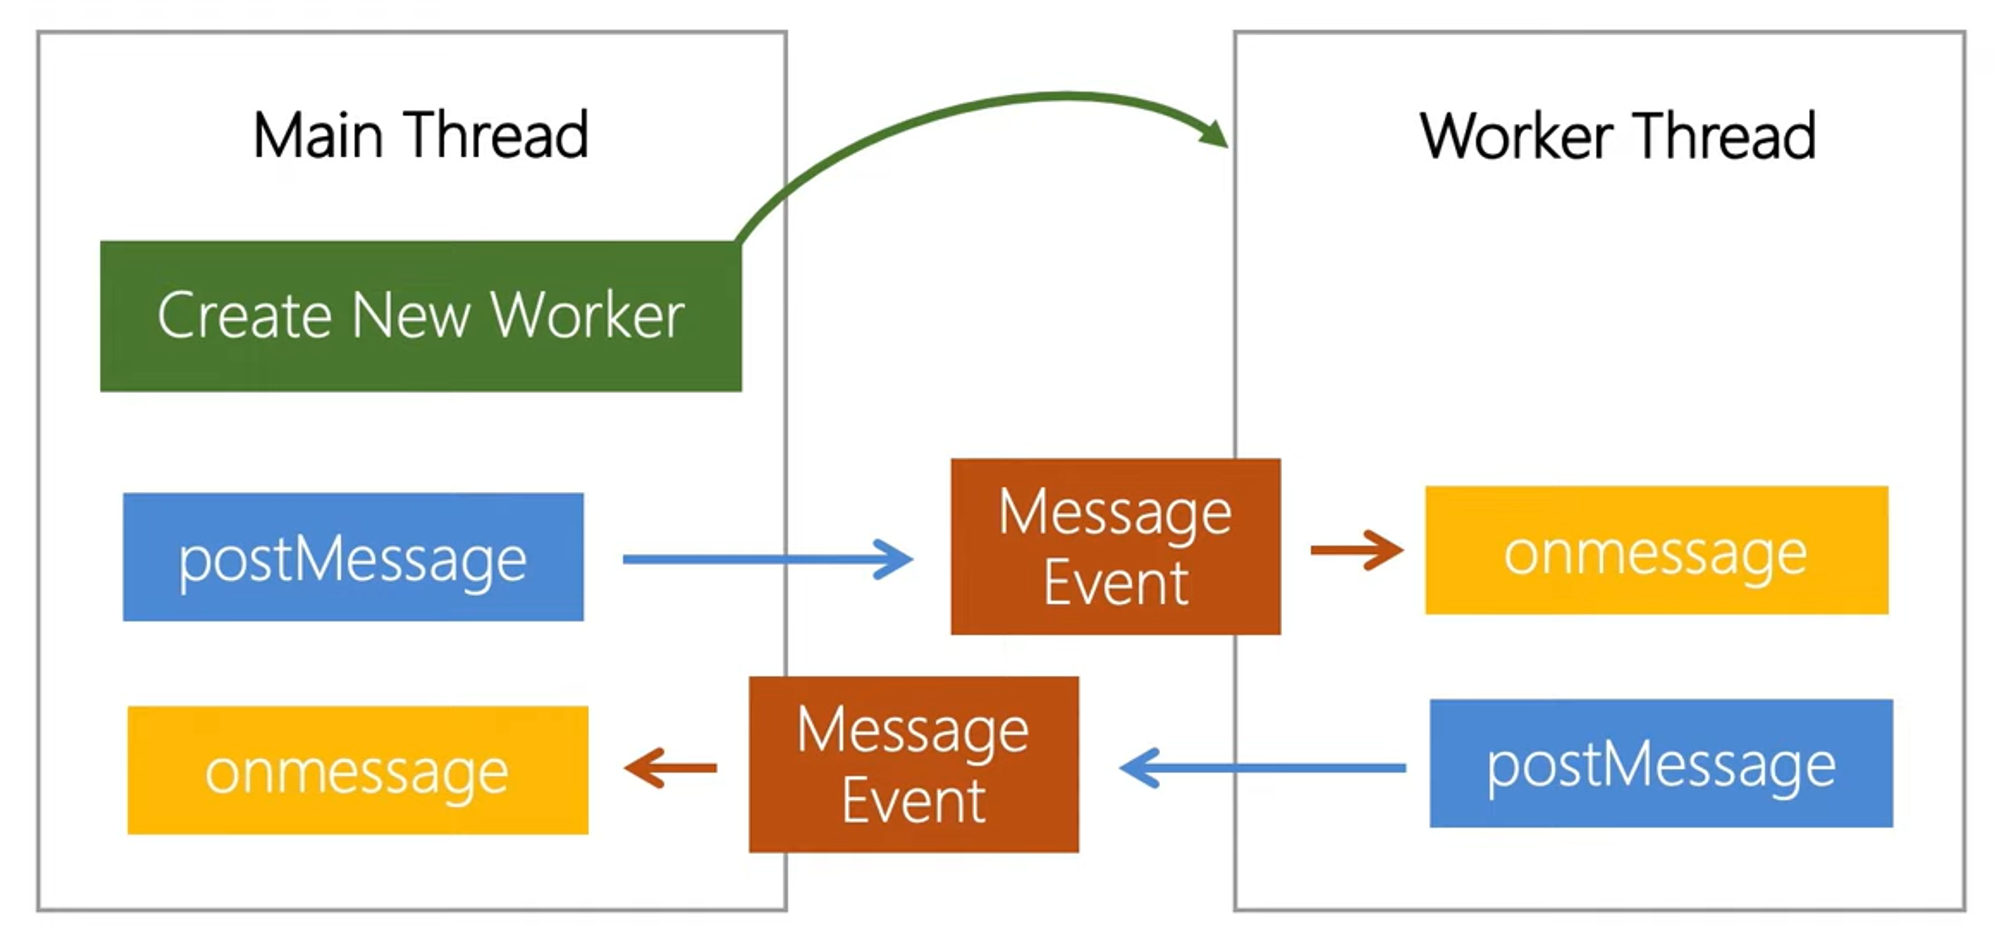 Main Thread
Worker Thread
Create New Worker
postMessage
Message
Event
onmessage
onmessage
Message
Event
postMessage